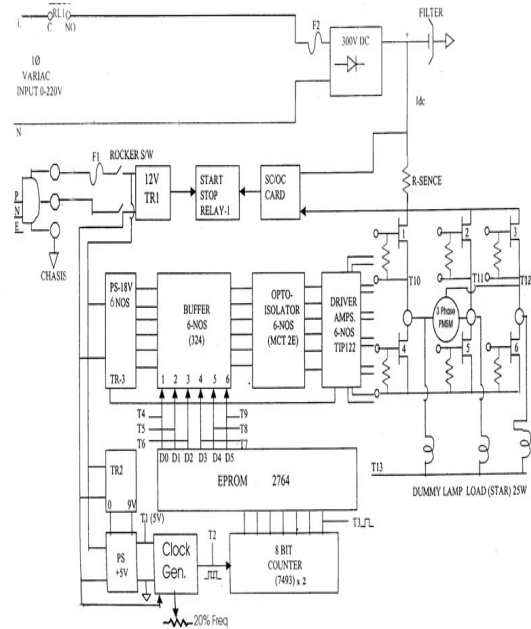 FILTER
RL1
L
C
NO
F2
300V DC
+
1Ø
VARIAC
INPUT 0-220V
Idc
N
F1
ROCKER S/W
R-SENCE
12V
TR1
START
STOP
RELAY-1
SC/OC
CARD
P
N
E
1
2
3
CHASIS
T10
T11
T12
PS-18V
6 NOS
BUFFER
6-NOS
(324)
OPTO-
ISOLATOR
6-NOS
(MCT 2E)
DRIVER
AMPS.
6-NOS
TIP122
3 Phase
PMSM
4
5
6
TR-3
1 2 3 4 5 6
T4
T9
T5
T8
T6
T7
D0 D1 D2 D3 D4 D5
T13
EPROM 2764
DUMMY LAMP LOAD (STAR) 25W
TR2
0 9V
T1 (5V)
T3
PS
+5V
Clock
Gen.
T2
8 BIT
COUNTER
(7493) x 2
20% Freq